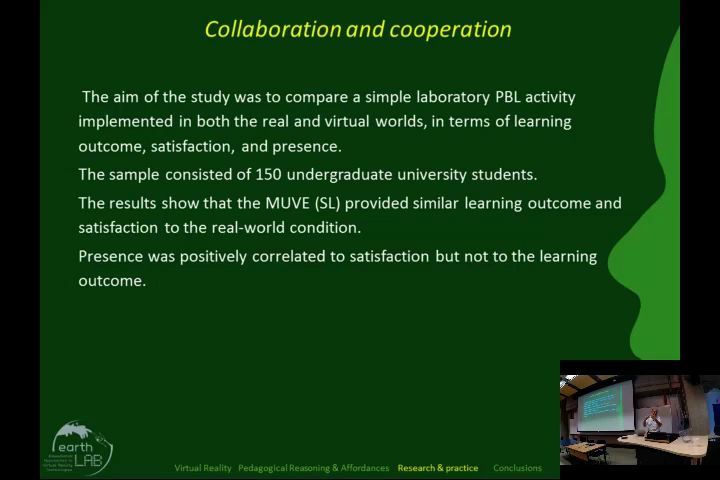 Collaboration and cooperation
The aim of the study was to compare a simple laboratory PBL activity
implemented in both the real and virtual worlds, in terms of learning
outcome, satisfaction, and presence.
The sample consisted of 150 undergraduate university students.
The results show that the MUVE (SL) provided similar learning outcome and
satisfaction to the real-world condition.
Presence was positively correlated to satisfaction but not to the learning
outcome.
earth
LAB
Virtual Reality Pedagogical Reasoning & Affordances Research & practice Conclusions